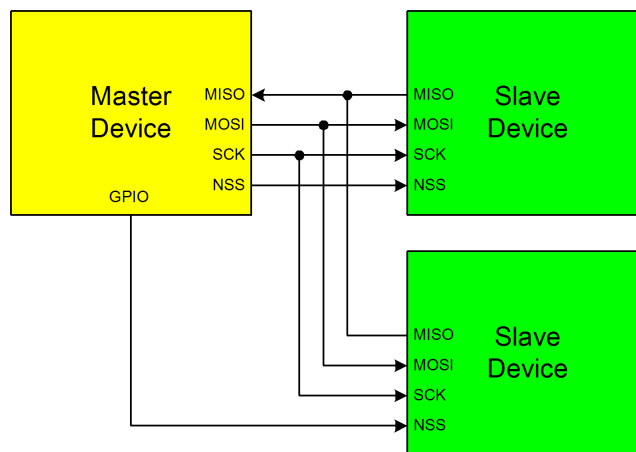 Master
Device
MISO
MOSI
SCK
NSS
GPIO
MISO
MOSI
SCK
NSS
Slave
Device
MISO
MOSI
SCK
NSS
Slave
Device